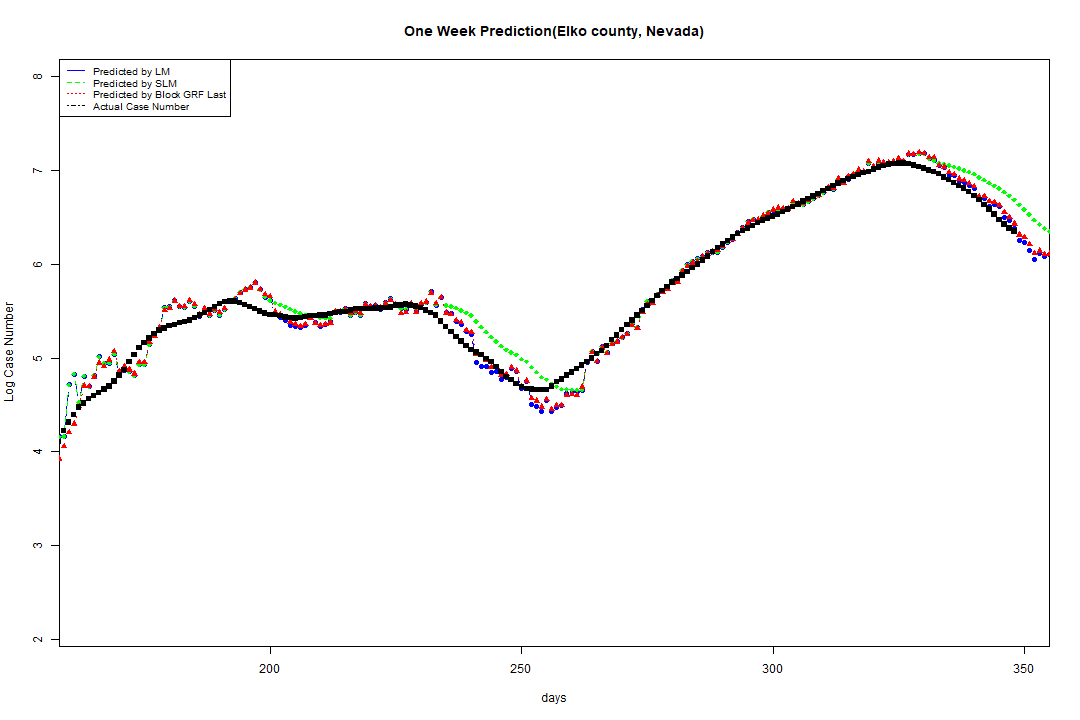 One Week Prediction(Elko county, Nevada)
Predicted by LM
Predicted by SLM
Predicted by Block GRF Last
Actual Case Number
8
7
6
5
4
3
2
Log Case Number
200 250 300 350
days